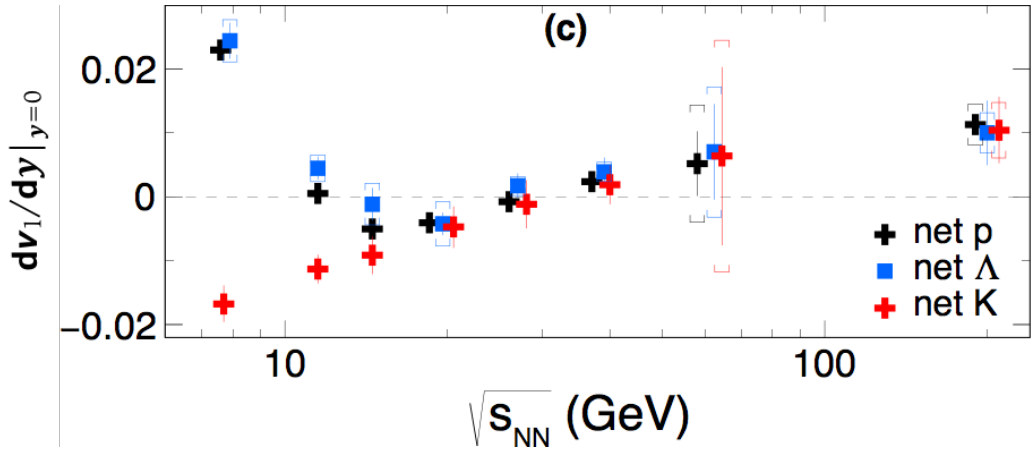 (c)
0.02
0
−0.02
dv₁/dy|y=0
net p
net Λ
net K
10
100
√sNN (GeV)